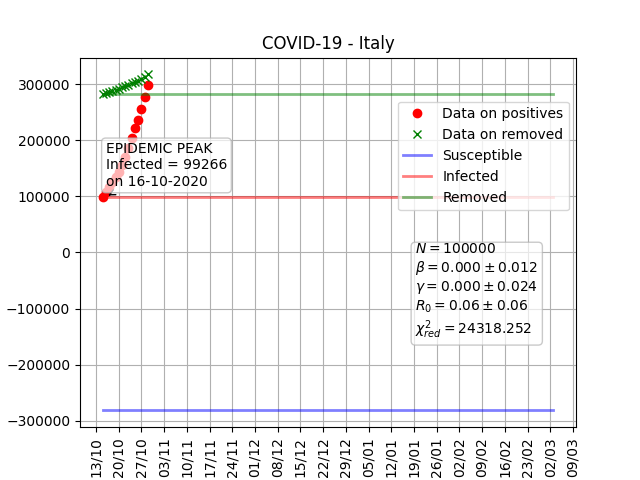 COVID-19 - Italy
300000
200000
100000
0
−100000
−200000
−300000
Data on positives
Data on removed
Susceptible
Infected
Removed
EPIDEMIC PEAK
Infected = 99266
on 16-10-2020
N = 100000
β = 0.000 ± 0.012
γ = 0.000 ± 0.024
R₀ = 0.06 ± 0.06
χ²red = 24318.252
13/10
20/10
27/10
03/11
10/11
17/11
24/11
01/12
08/12
15/12
22/12
29/12
05/01
12/01
19/01
26/01
02/02
09/02
16/02
23/02
02/03
09/03